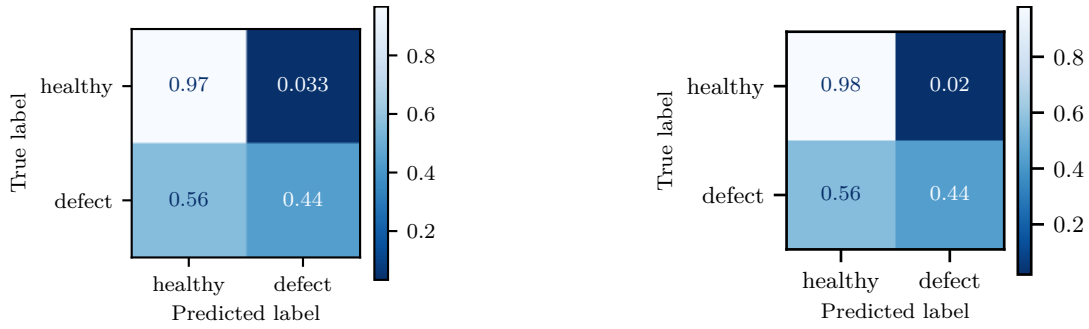 True label
healthy
0.97
0.033
defect
0.56
0.44
healthy
defect
Predicted label
0.8
0.6
0.4
0.2
True label
healthy
0.98
0.02
defect
0.56
0.44
healthy
defect
Predicted label
0.8
0.6
0.4
0.2